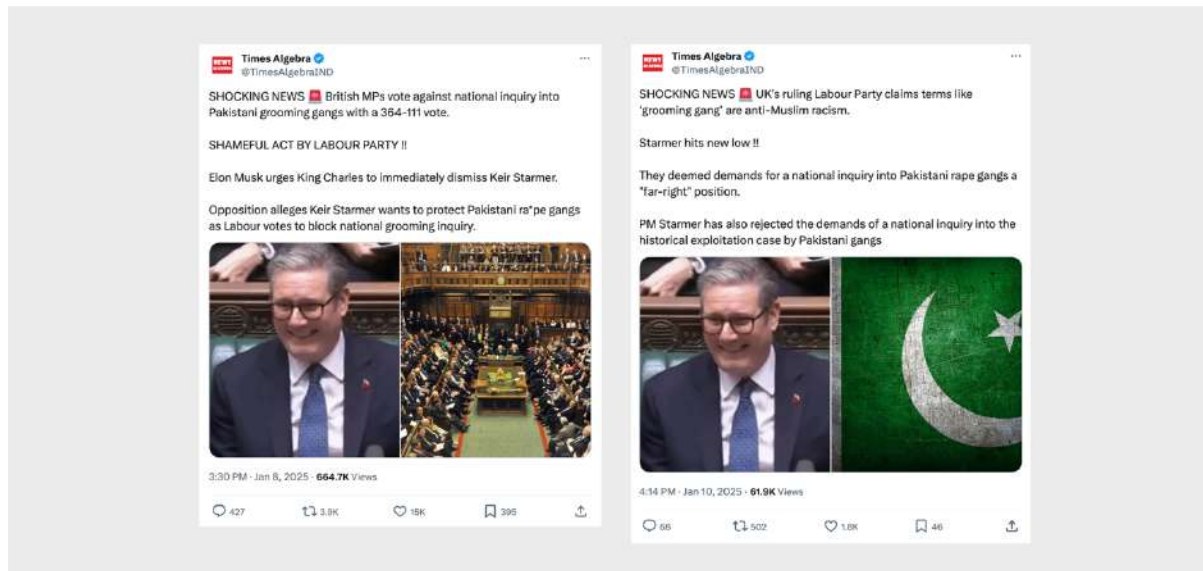 Times Algebra
@TimesAlgebraIND
SHOCKING NEWS 🚨 British MPs vote against national inquiry into
Pakistani grooming gangs with a 364-111 vote.
SHAMEFUL ACT BY LABOUR PARTY !!
Elon Musk urges King Charles to immediately dismiss Keir Starmer.
Opposition alleges Keir Starmer wants to protect Pakistani ra*pe gangs
as Labour votes to block national grooming inquiry.
3:30 PM · Jan 8, 2025 · 664.7K Views
427 3.9K 15K 395
Times Algebra
@TimesAlgebraIND
SHOCKING NEWS 🚨 UK's ruling Labour Party claims terms like
'grooming gang' are anti-Muslim racism.
Starmer hits new low !!
They deemed demands for a national inquiry into Pakistani rape gangs a
"far-right" position.
PM Starmer has also rejected the demands of a national inquiry into the
historical exploitation case by Pakistani gangs
4:14 PM · Jan 10, 2025 · 61.9K Views
66 502 1.8K 46